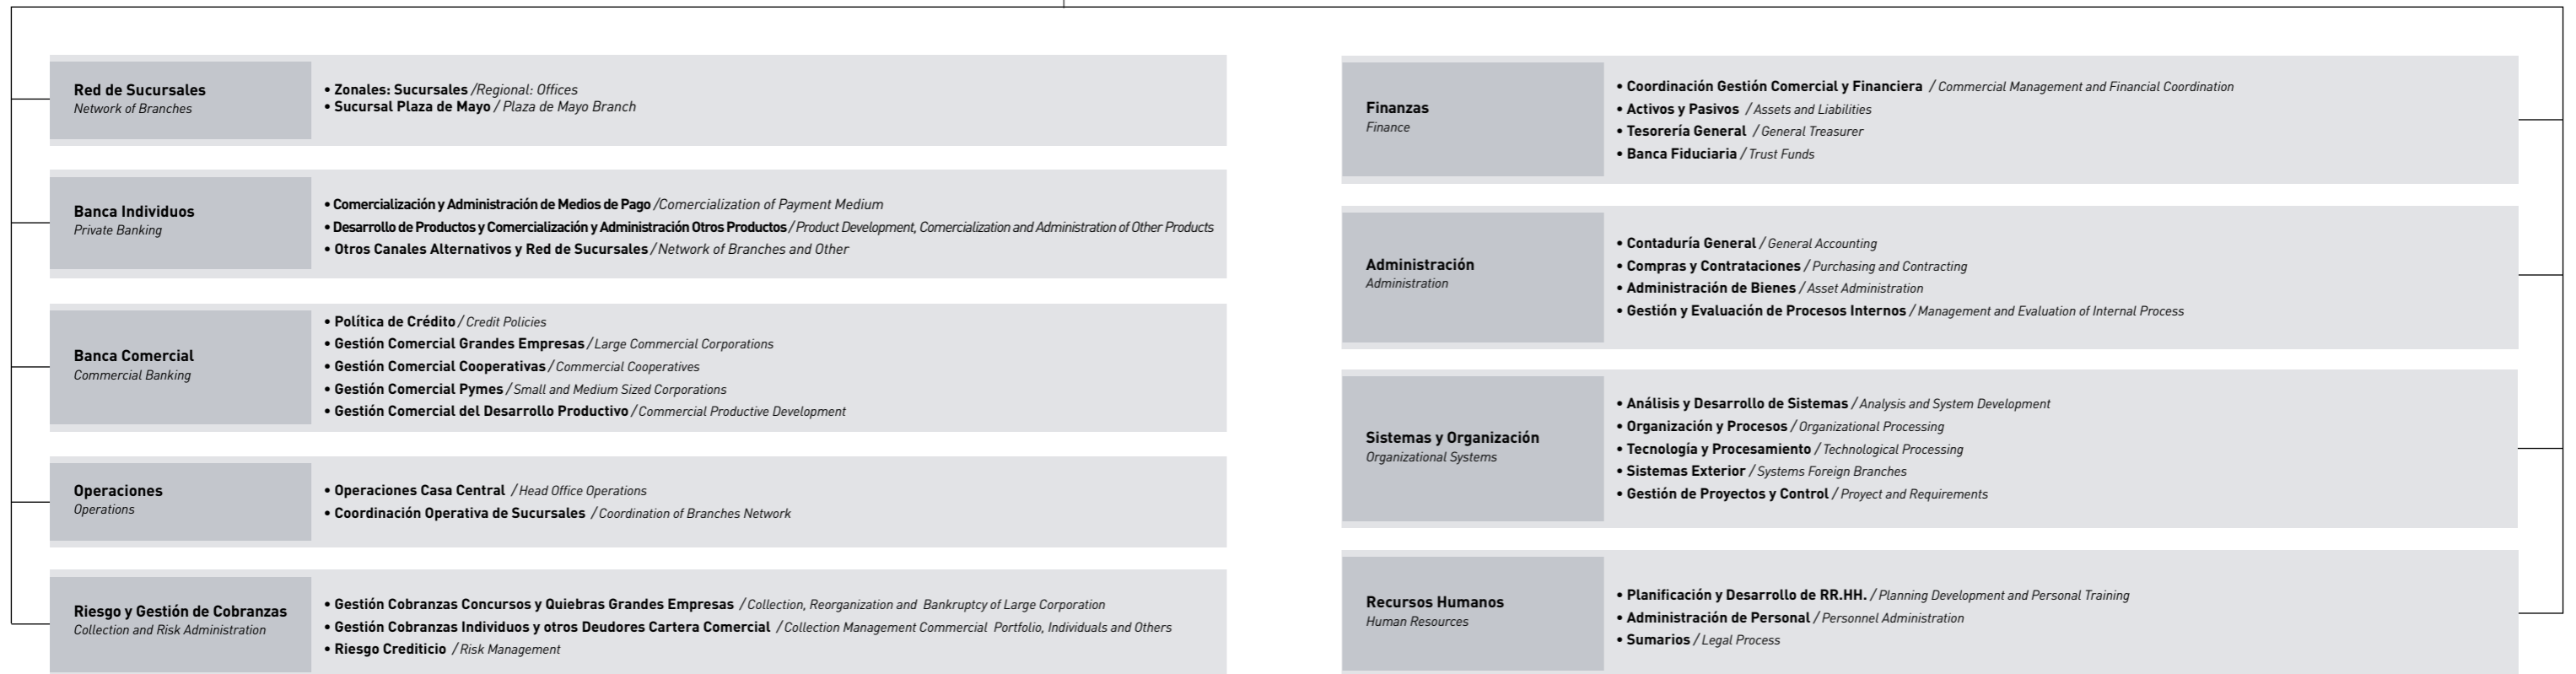 Red de Sucursales
Network of Branches
• Zonales: Sucursales /Regional: Offices
• Sucursal Plaza de Mayo / Plaza de Mayo Branch
Banca Individuos
Private Banking
• Comercialización y Administración de Medios de Pago /Comercialization of Payment Medium
• Desarrollo de Productos y Comercialización y Administración Otros Productos / Product Development, Comercialization and Administration of Other Products
• Otros Canales Alternativos y Red de Sucursales / Network of Branches and Other
Banca Comercial
Commercial Banking
• Política de Crédito / Credit Policies
• Gestión Comercial Grandes Empresas / Large Commercial Corporations
• Gestión Comercial Cooperativas / Commercial Cooperatives
• Gestión Comercial Pymes / Small and Medium Sized Corporations
• Gestión Comercial del Desarrollo Productivo / Commercial Productive Development
Operaciones
Operations
• Operaciones Casa Central / Head Office Operations
• Coordinación Operativa de Sucursales / Coordination of Branches Network
Riesgo y Gestión de Cobranzas
Collection and Risk Administration
• Gestión Cobranzas Concursos y Quiebras Grandes Empresas / Collection, Reorganization and Bankruptcy of Large Corporation
• Gestión Cobranzas Individuos y otros Deudores Cartera Comercial / Collection Management Commercial Portfolio, Individuals and Others
• Riesgo Crediticio / Risk Management
Finanzas
Finance
• Coordinación Gestión Comercial y Financiera / Commercial Management and Financial Coordination
• Activos y Pasivos / Assets and Liabilities
• Tesorería General / General Treasurer
• Banca Fiduciaria / Trust Funds
Administración
Administration
• Contaduría General / General Accounting
• Compras y Contrataciones / Purchasing and Contracting
• Administración de Bienes / Asset Administration
• Gestión y Evaluación de Procesos Internos / Management and Evaluation of Internal Process
Sistemas y Organización
Organizational Systems
• Análisis y Desarrollo de Sistemas / Analysis and System Development
• Organización y Procesos / Organizational Processing
• Tecnología y Procesamiento / Technological Processing
• Sistemas Exterior / Systems Foreign Branches
• Gestión de Proyectos y Control / Proyect and Requirements
Recursos Humanos
Human Resources
• Planificación y Desarrollo de RR.HH. / Planning Development and Personal Training
• Administración de Personal / Personnel Administration
• Sumarios / Legal Process